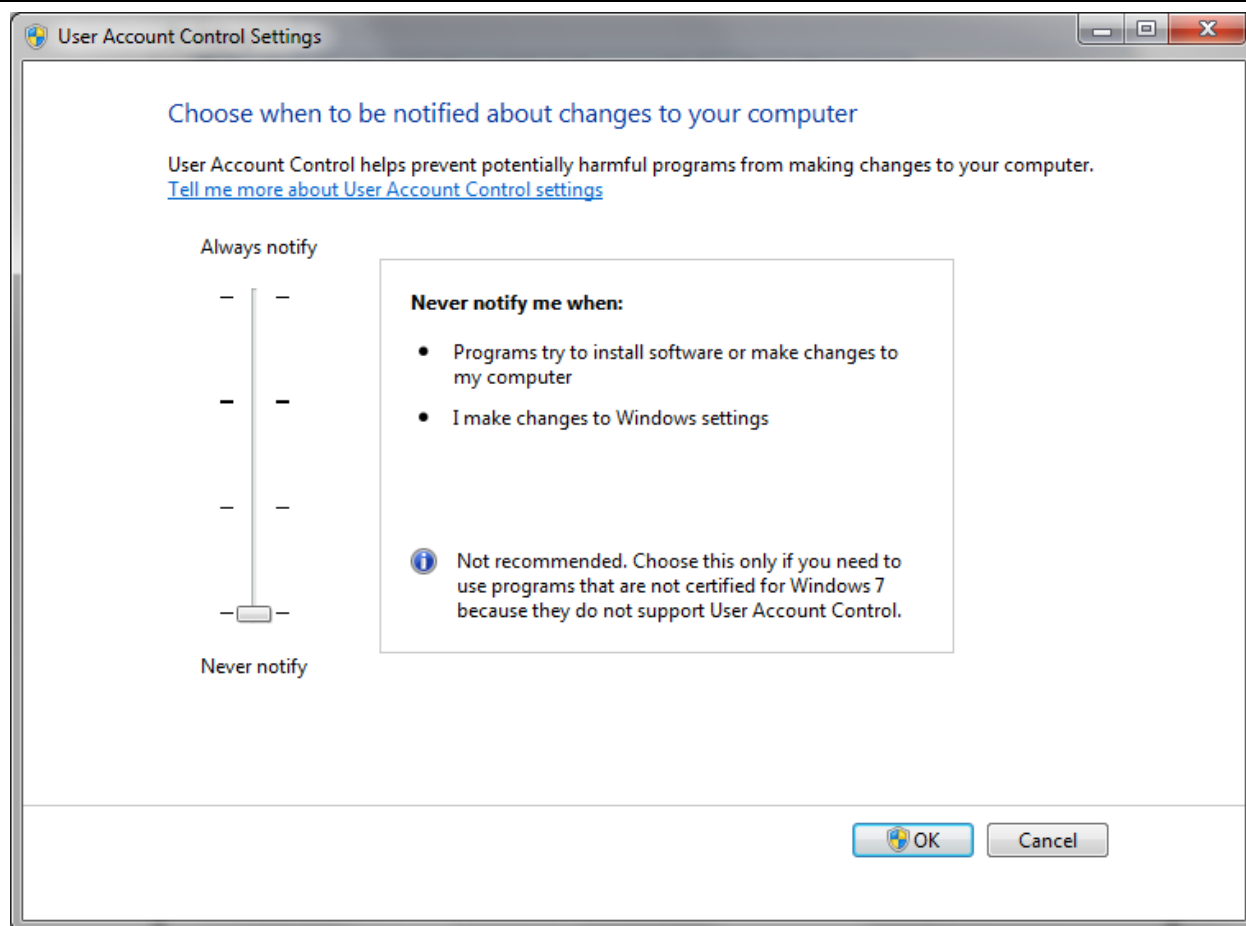 User Account Control Settings
Choose when to be notified about changes to your computer
User Account Control helps prevent potentially harmful programs from making changes to your computer.
Tell me more about User Account Control settings
Always notify
Never notify me when:
Programs try to install software or make changes to
my computer
I make changes to Windows settings
Not recommended. Choose this only if you need to
use programs that are not certified for Windows 7
because they do not support User Account Control.
Never notify
OK
Cancel